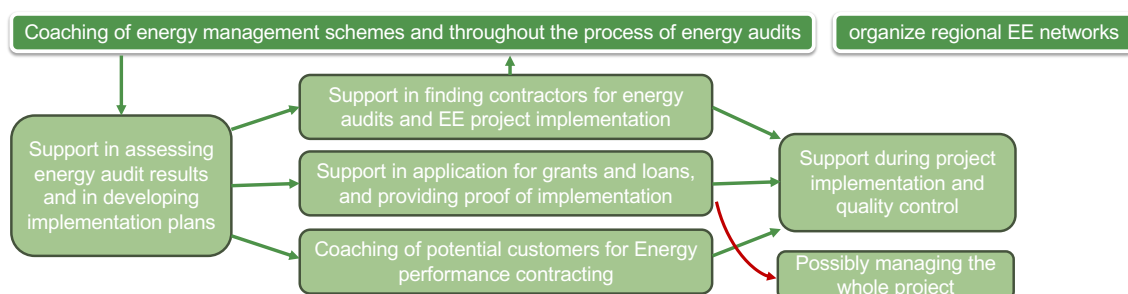 Coaching of energy management schemes and throughout the process of energy audits
organize regional EE networks
Support in finding contractors for energy
audits and EE project implementation
Support in assessing
energy audit results
and in developing
implementation plans
Support in application for grants and loans,
and providing proof of implementation
Support during project
implementation and
quality control
Coaching of potential customers for Energy
performance contracting
Possibly managing the
whole project